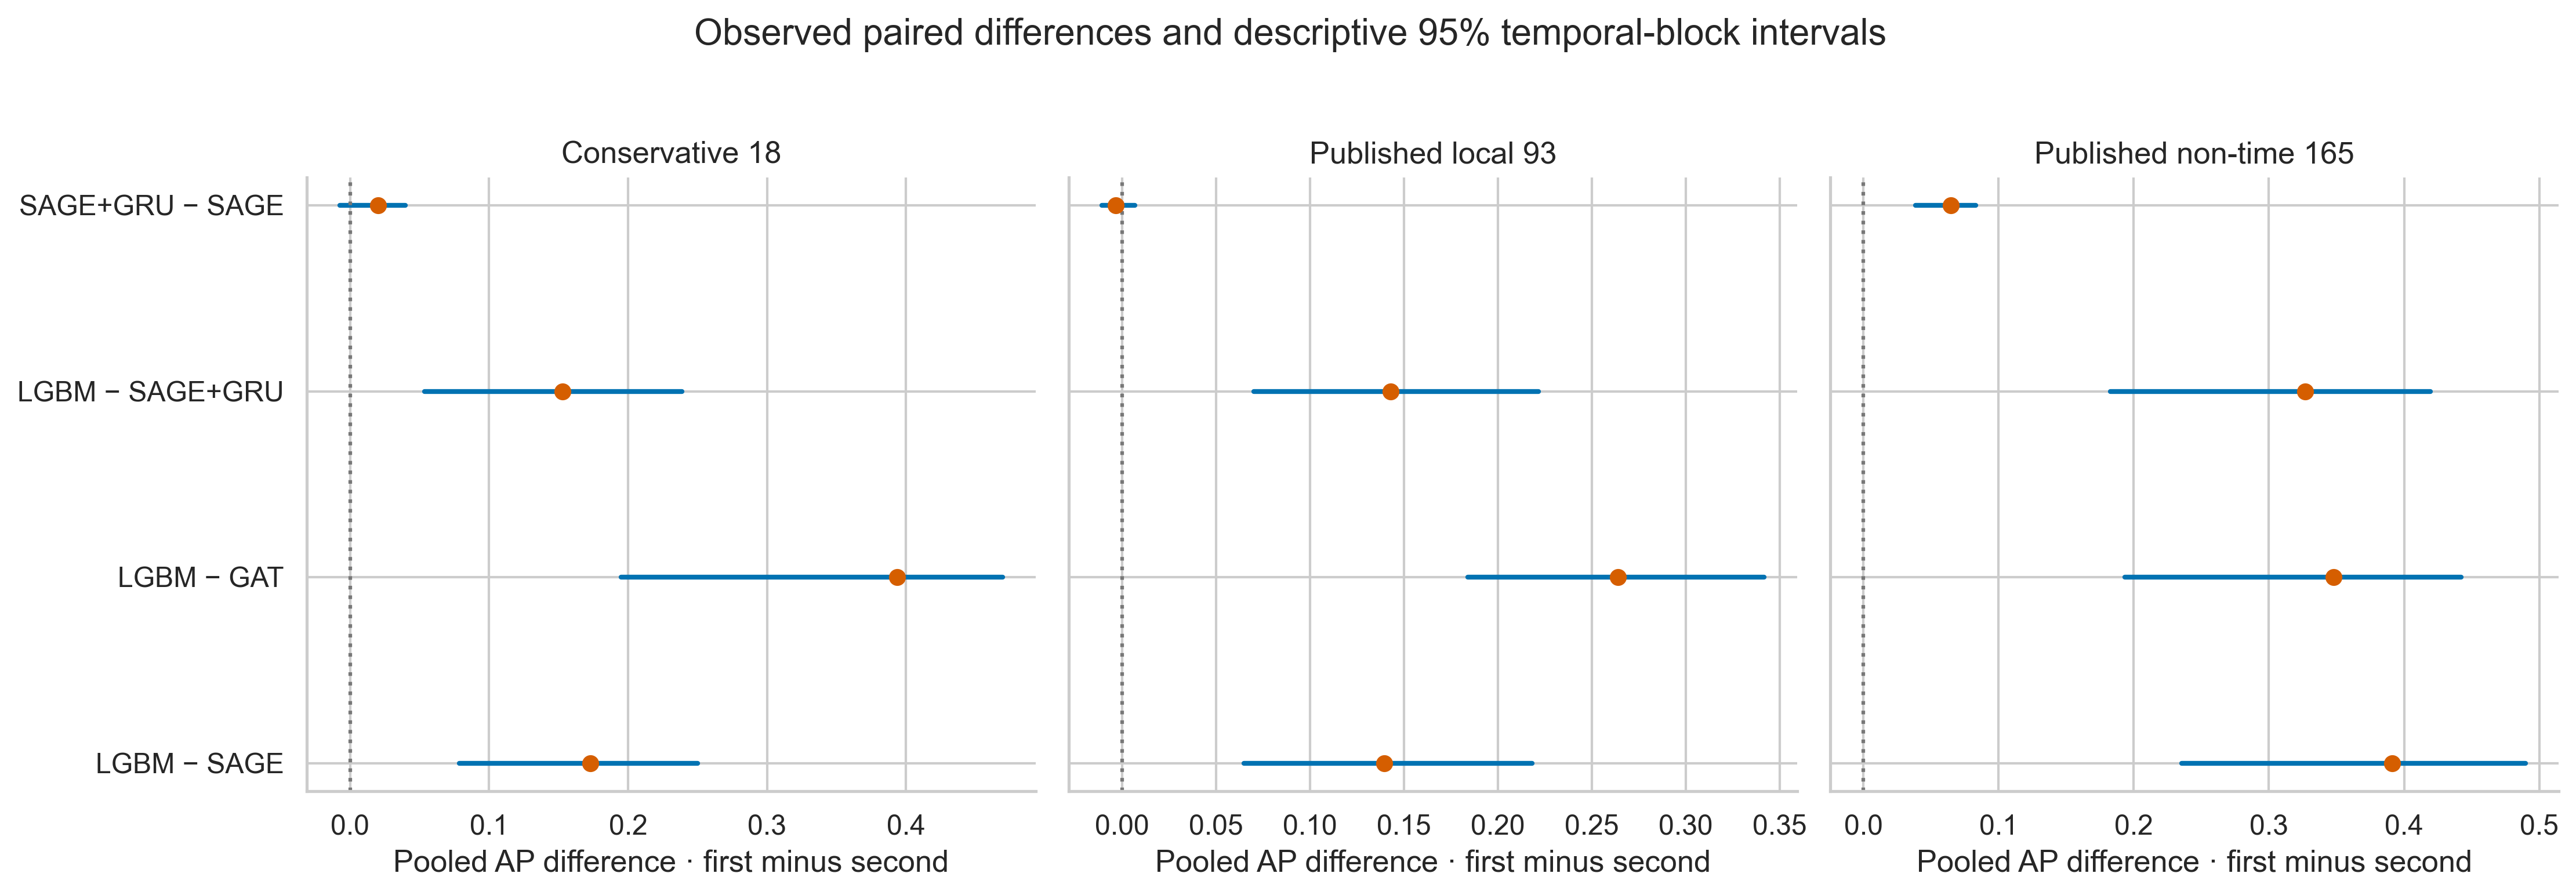 Observed paired differences and descriptive 95% temporal-block intervals
Conservative 18
Published local 93
Published non-time 165
SAGE+GRU − SAGE
LGBM − SAGE+GRU
LGBM − GAT
LGBM − SAGE
0.0 0.1 0.2 0.3 0.4
0.00 0.05 0.10 0.15 0.20 0.25 0.30 0.35
0.0 0.1 0.2 0.3 0.4 0.5
Pooled AP difference · first minus second
Pooled AP difference · first minus second
Pooled AP difference · first minus second